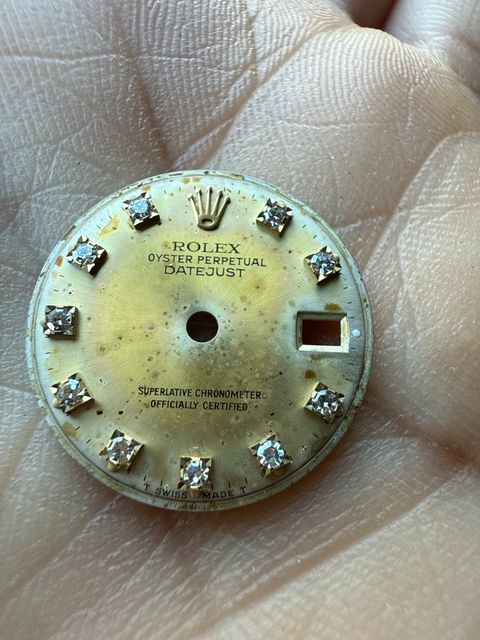 ROLEX
OYSTER PERPETUAL
DATEJUST
SUPERLATIVE CHRONOMETER
OFFICIALLY CERTIFIED
T SWISS MADE T